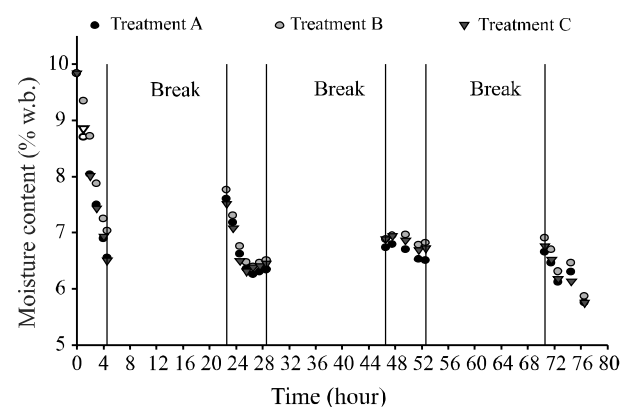 Treatment A Treatment B Treatment C
Break Break Break
Moisture content (% w.b.)
10
9
8
7
6
5
0 4 8 12 16 20 24 28 32 36 40 44 48 52 56 60 64 68 72 76 80
Time (hour)